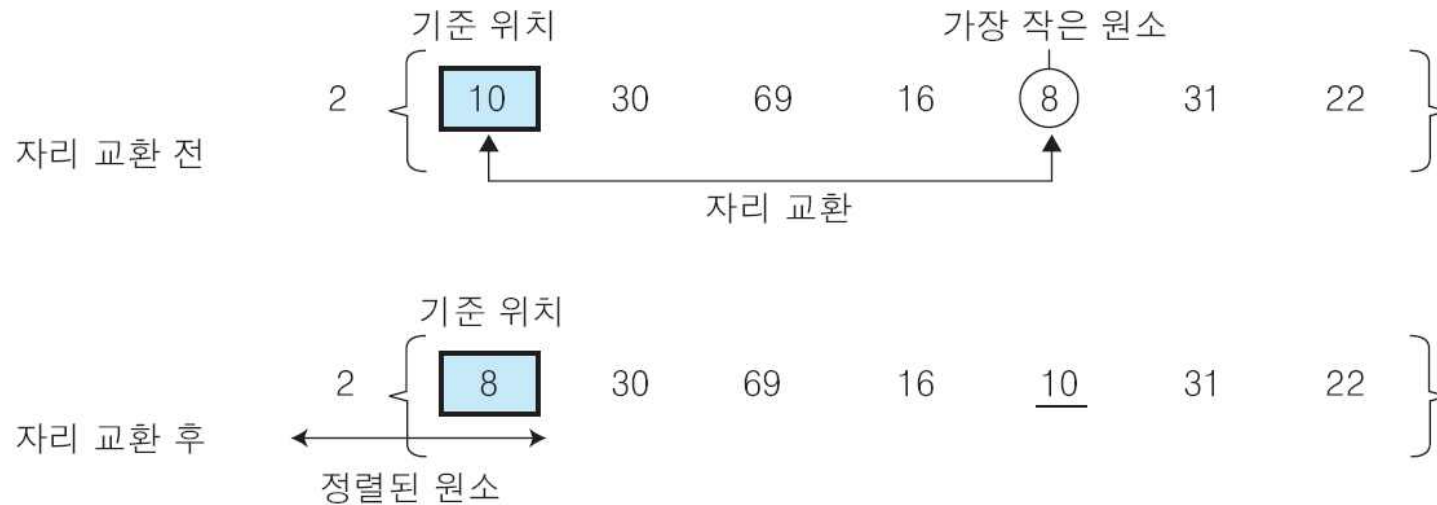 기준 위치 가장 작은 원소
2 10 30 69 16 8 31 22
자리 교환 전
자리 교환
기준 위치
2 8 30 69 16 10 31 22
자리 교환 후
정렬된 원소